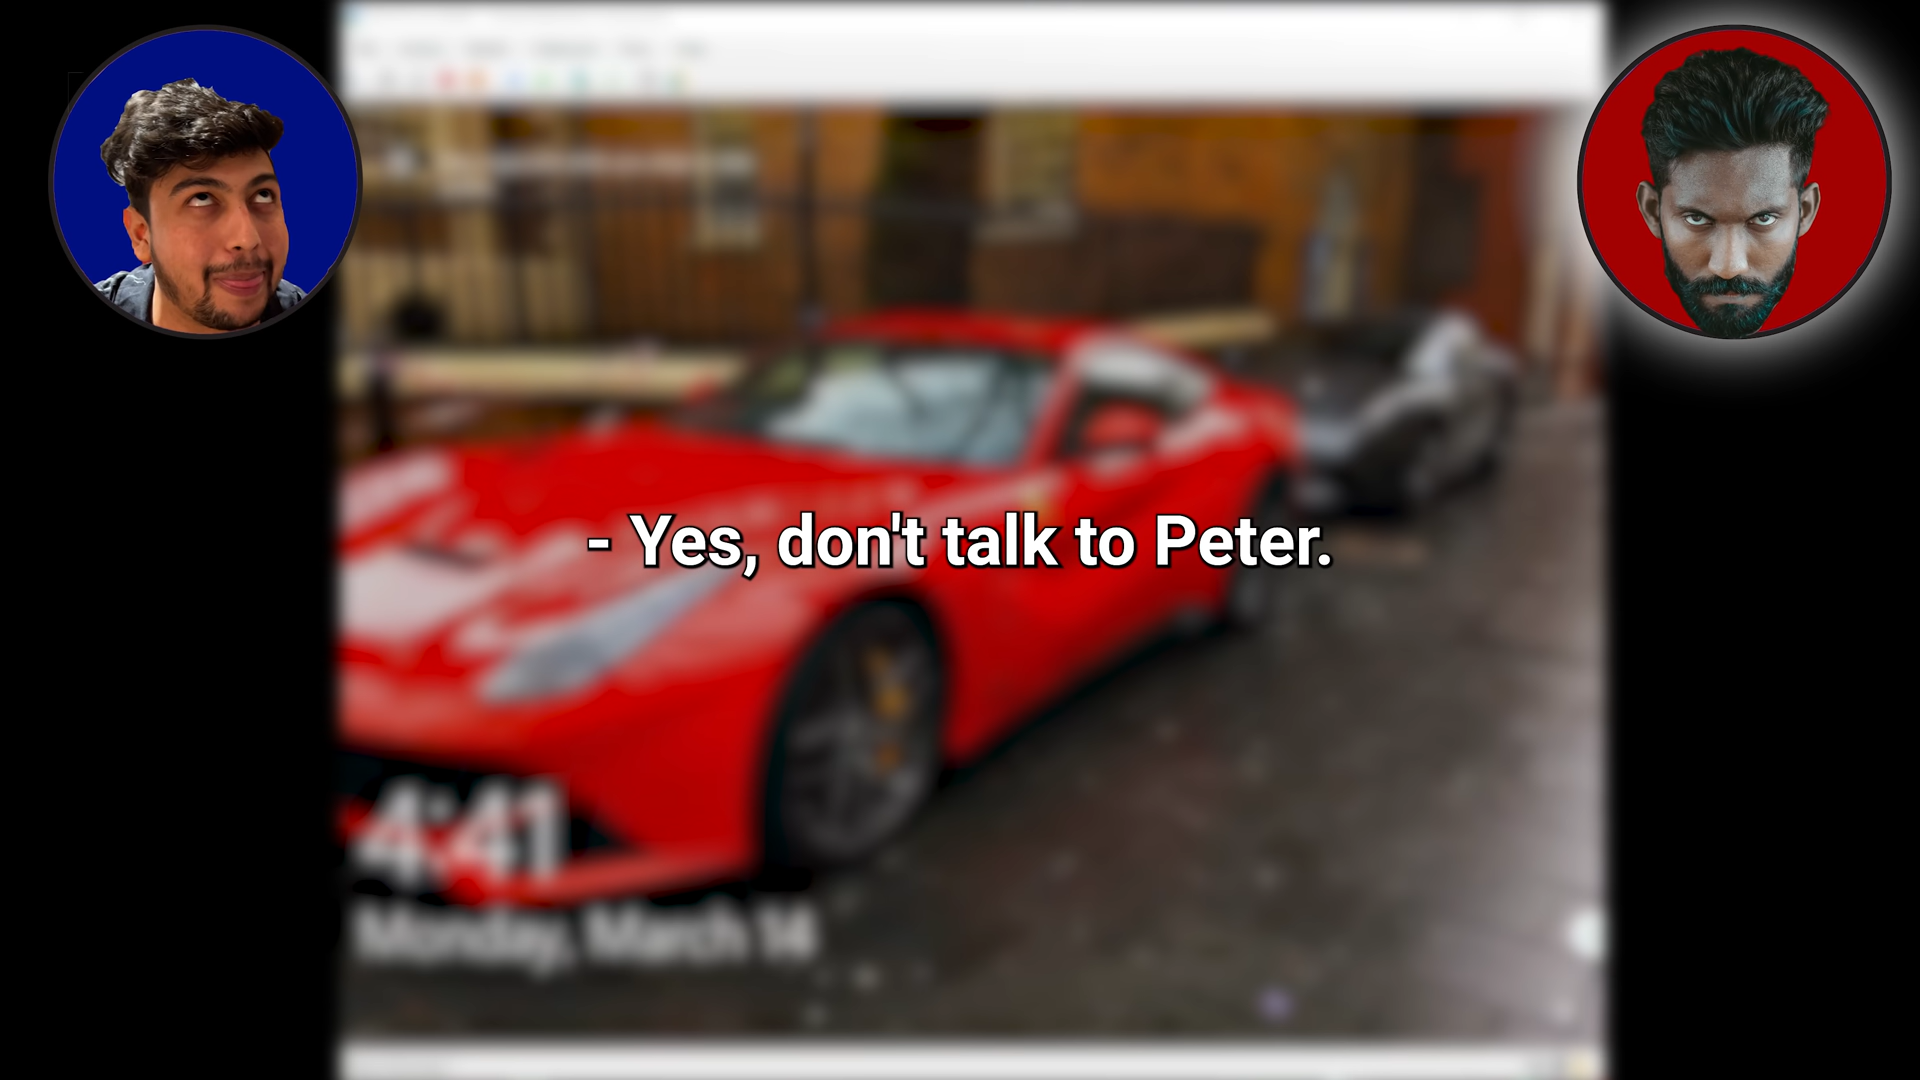 - Yes, don't talk to Peter.
4:41
Monday, March 14